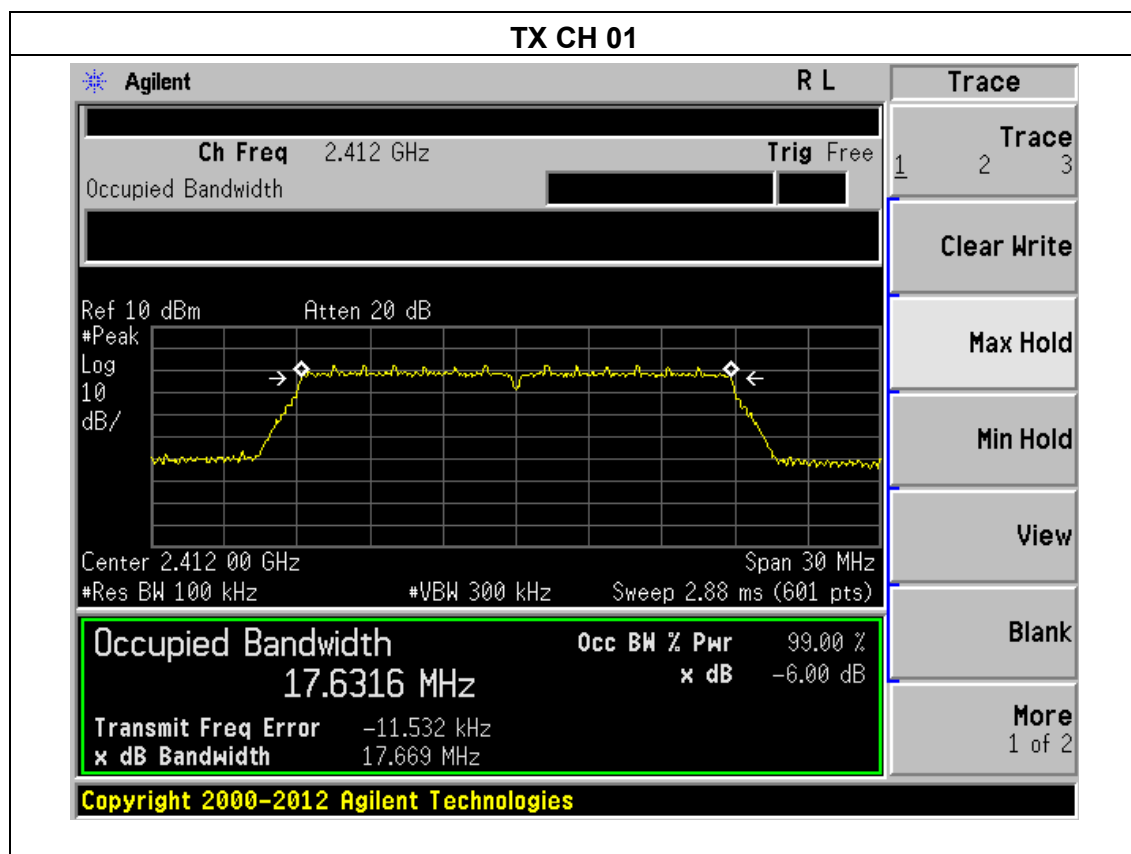 TX CH 01
Agilent R L Trace
Ch Freq 2.412 GHz Trig Free
Occupied Bandwidth
Trace
1 2 3
Clear Write
Max Hold
Min Hold
View
Blank
More
1 of 2
Ref 10 dBm Atten 20 dB
#Peak
Log
10
dB/
Center 2.412 00 GHz Span 30 MHz
#Res BW 100 kHz #VBW 300 kHz Sweep 2.88 ms (601 pts)
Occupied Bandwidth Occ BW % Pwr 99.00 %
17.6316 MHz x dB -6.00 dB
Transmit Freq Error -11.532 kHz
x dB Bandwidth 17.669 MHz
Copyright 2000-2012 Agilent Technologies